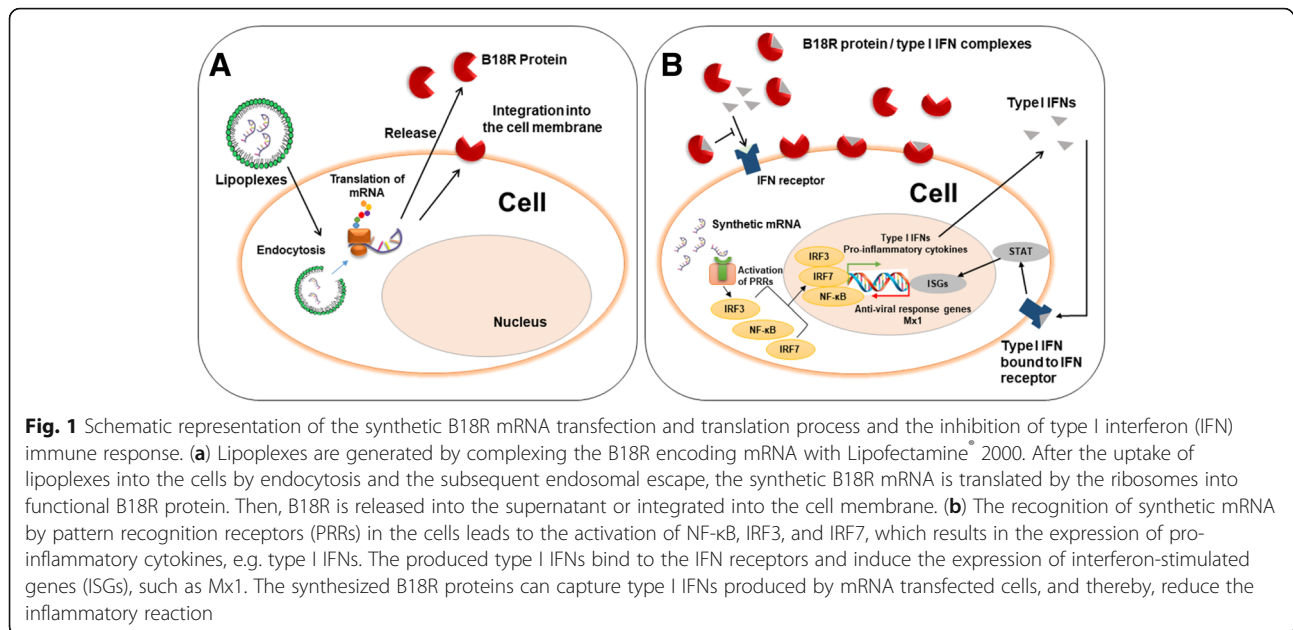 A
B18R Protein
Integration into
the cell membrane
Release
Lipoplexes
Translation of
mRNA
Cell
Endocytosis
Nucleus
B
B18R protein / type I IFN complexes
Type I IFNs
IFN receptor
Cell
Synthetic mRNA
Type I IFNs
Pro-inflammatory cytokines
Activation
of PRRs
IRF3
IRF7
NF-κB
STAT
ISGs
Anti-viral response genes
Mx1
IRF3
NF-κB
IRF7
Type I IFN
bound to IFN
receptor
Fig. 1 Schematic representation of the synthetic B18R mRNA transfection and translation process and the inhibition of type I interferon (IFN)
immune response. (a) Lipoplexes are generated by complexing the B18R encoding mRNA with Lipofectamine® 2000. After the uptake of
lipoplexes into the cells by endocytosis and the subsequent endosomal escape, the synthetic B18R mRNA is translated by the ribosomes into
functional B18R protein. Then, B18R is released into the supernatant or integrated into the cell membrane. (b) The recognition of synthetic mRNA
by pattern recognition receptors (PRRs) in the cells leads to the activation of NF-κB, IRF3, and IRF7, which results in the expression of pro-
inflammatory cytokines, e.g. type I IFNs. The produced type I IFNs bind to the IFN receptors and induce the expression of interferon-stimulated
genes (ISGs), such as Mx1. The synthesized B18R proteins can capture type I IFNs produced by mRNA transfected cells, and thereby, reduce the
inflammatory reaction